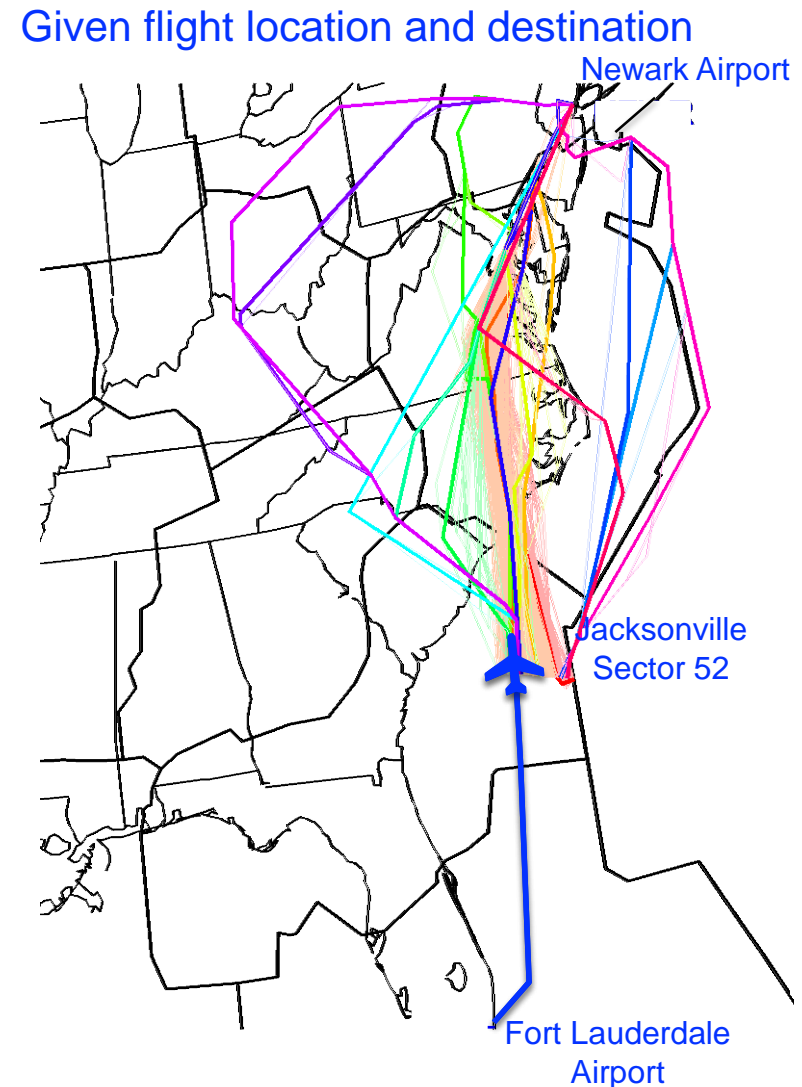 Given flight location and destination
Newark Airport
Jacksonville
Sector 52
Fort Lauderdale
Airport